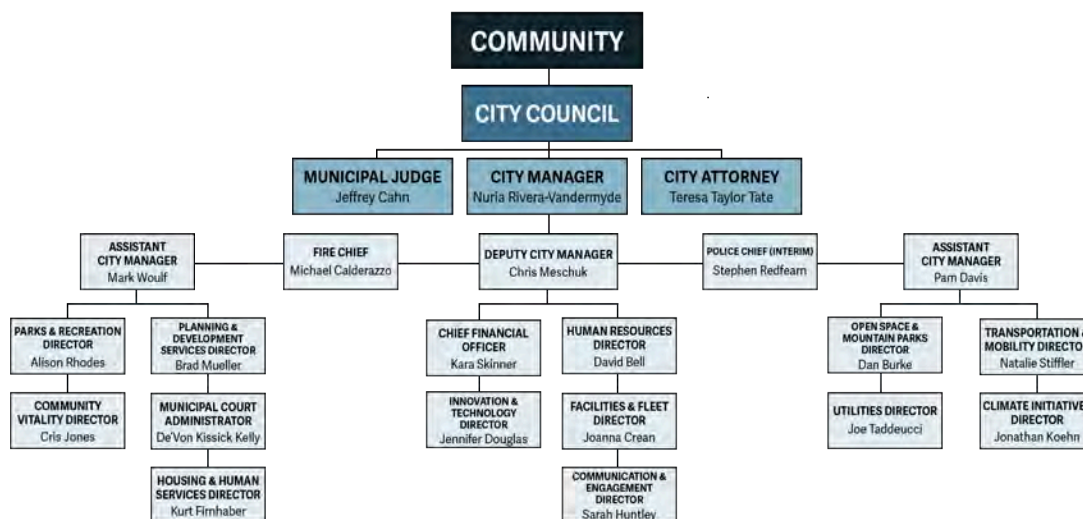 COMMUNITY
CITY COUNCIL
MUNICIPAL JUDGE
Jeffrey Cahn
CITY MANAGER
Nuria Rivera-Vandermyde
CITY ATTORNEY
Teresa Taylor Tate
ASSISTANT
CITY MANAGER
Mark Woulf
FIRE CHIEF
Michael Calderazzo
DEPUTY CITY MANAGER
Chris Meschuk
POLICE CHIEF (INTERIM)
Stephen Redfearn
ASSISTANT
CITY MANAGER
Pam Davis
PARKS & RECREATION
DIRECTOR
Alison Rhodes
PLANNING &
DEVELOPMENT
SERVICES DIRECTOR
Brad Mueller
CHIEF FINANCIAL
OFFICER
Kara Skinner
HUMAN RESOURCES
DIRECTOR
David Bell
OPEN SPACE &
MOUNTAIN PARKS
DIRECTOR
Dan Burke
TRANSPORTATION &
MOBILITY DIRECTOR
Natalie Stiffler
COMMUNITY
VITALITY DIRECTOR
Cris Jones
MUNICIPAL COURT
ADMINISTRATOR
De'Von Kissick Kelly
INNOVATION &
TECHNOLOGY
DIRECTOR
Jennifer Douglas
FACILITIES & FLEET
DIRECTOR
Joanna Crean
UTILITIES DIRECTOR
Joe Taddeucci
CLIMATE INITIATIVES
DIRECTOR
Jonathan Koehn
HOUSING & HUMAN
SERVICES DIRECTOR
Kurt Firnhaber
COMMUNICATION &
ENGAGEMENT
DIRECTOR
Sarah Huntley